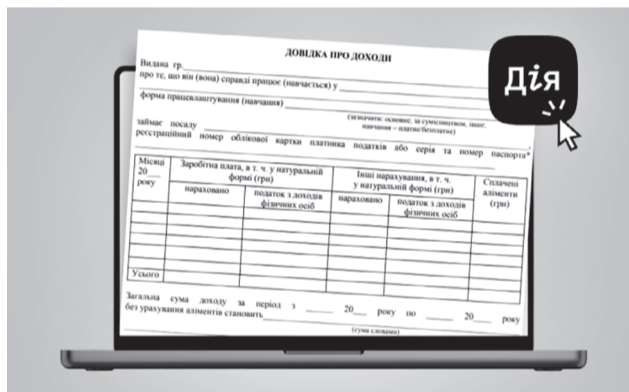 ДОВІДКА ПРО ДОХОДИ
Дія
Видана гр.
про те, що він (вона) справді працює (навчається) у
форма працевлаштування (навчання)
(зазначити: основне, за сумісництвом, інше;
навчання – платно/безоплатно)
займає посаду
реєстраційний номер облікової картки платника податків або серія та номер паспорта*
Місяці 20___ року
Заробітна плата, в т. ч. у натуральній формі (грн)
Інші нарахування, в т. ч. у натуральній формі (грн)
Сплачені аліменти (грн)
нараховано
податок з доходів фізичних осіб
нараховано
податок з доходів фізичних осіб
Усього
Загальна сума доходу за період з ______ 20___ року по ______ 20___ року
без урахування аліментів становить
(сума словами)